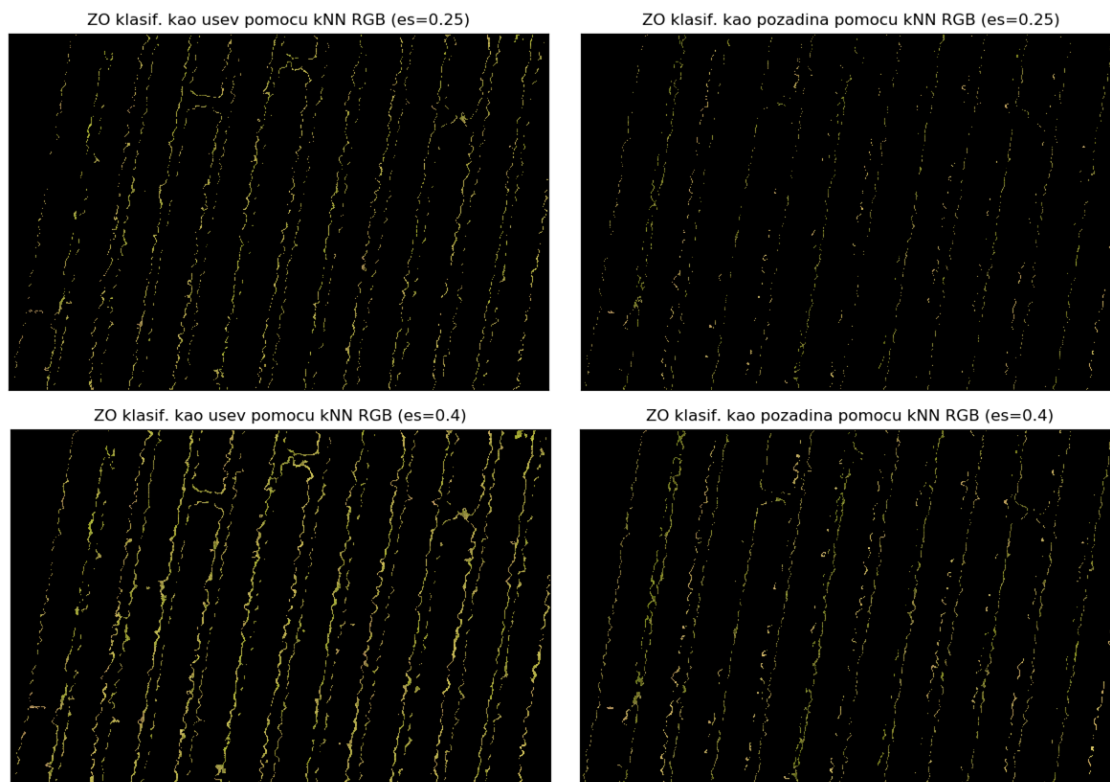 ZO klasif. kao usev pomocu kNN RGB (es=0.25)
ZO klasif. kao pozadina pomocu kNN RGB (es=0.25)
ZO klasif. kao usev pomocu kNN RGB (es=0.4)
ZO klasif. kao pozadina pomocu kNN RGB (es=0.4)